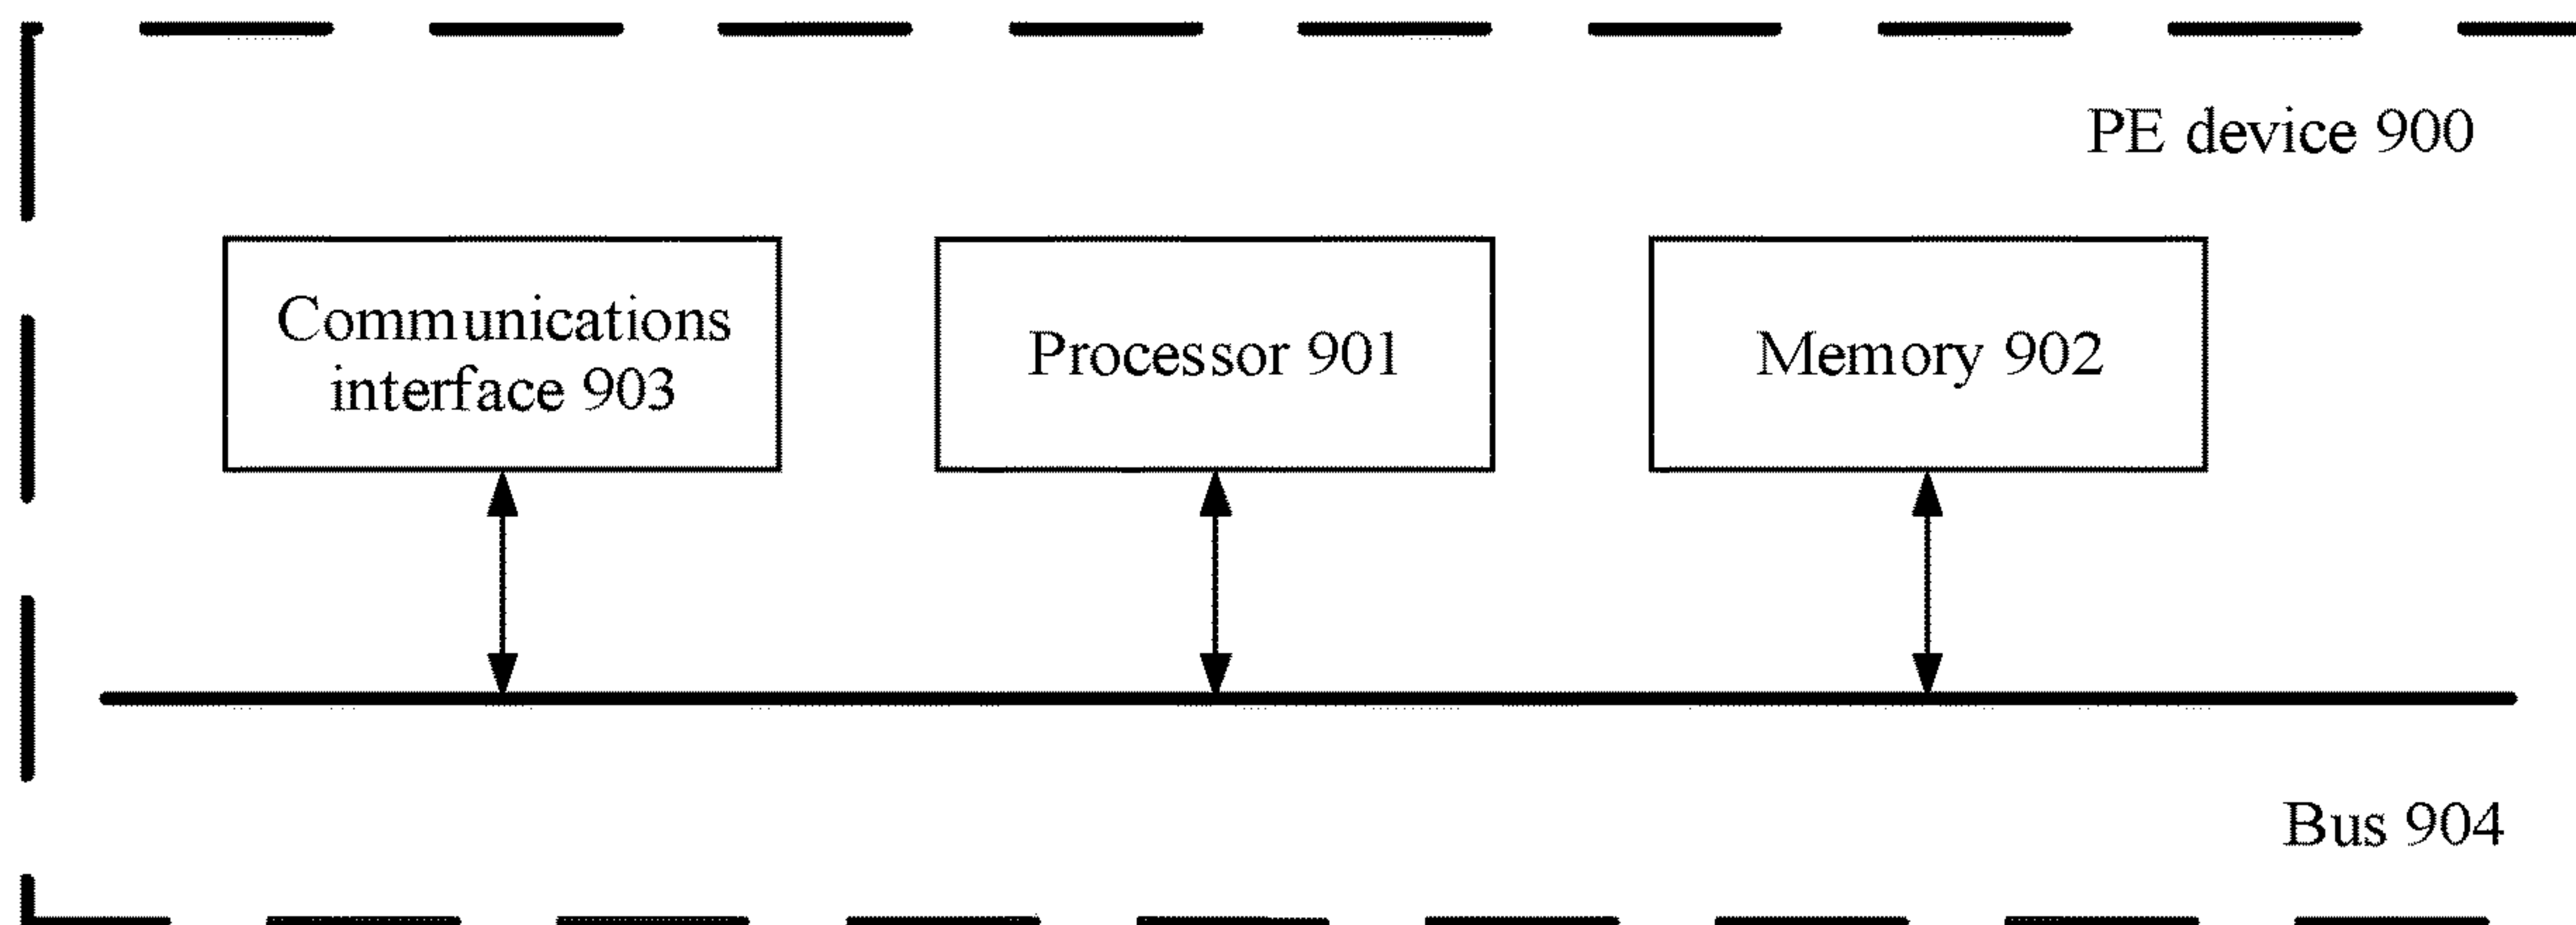 PE device 900
Communications
interface 903
Processor 901
Memory 902
Bus 904